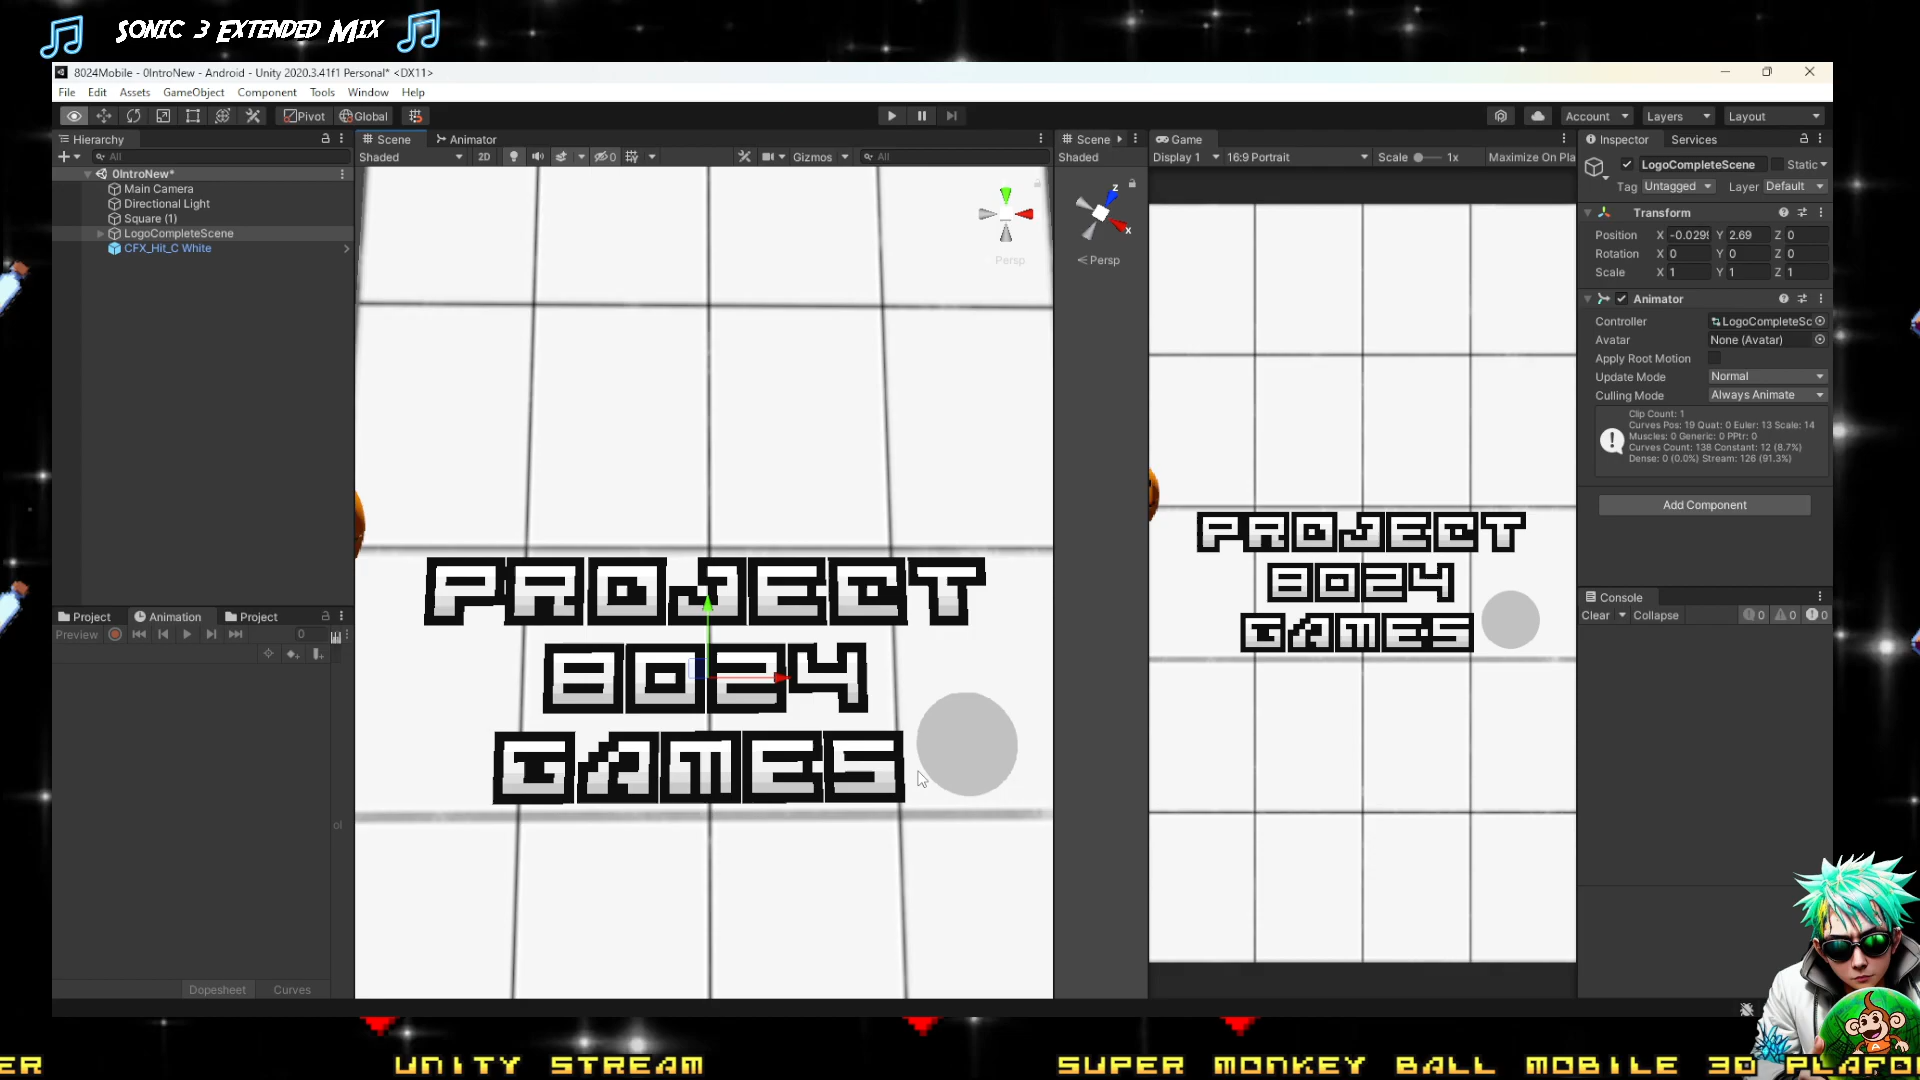 Sonic 3 Extended Mix
8024Mobile - 0IntroNew - Android - Unity 2020.3.41f1 Personal* <DX11>
File Edit Assets GameObject Component Tools Window Help
Pivot Global
Account Layers Layout
Hierarchy
All
0IntroNew*
Main Camera
Directional Light
Square (1)
LogoCompleteScene
CFX_Hit_C White
Scene Animator
Shaded 2D 0 Gizmos All
Persp
PROJECT
8024
GAMES
Scene
Shaded
z
x
Persp
Game
Display 1 16:9 Portrait Scale 1x Maximize On Pla
PROJECT
8024
GAMES
Inspector Services
LogoCompleteScene Static
Tag Untagged Layer Default
Transform
Position X -0.029 Y 2.69 Z 0
Rotation X 0 Y 0 Z 0
Scale X 1 Y 1 Z 1
Animator
Controller LogoCompleteSc
Avatar None (Avatar)
Apply Root Motion
Update Mode Normal
Culling Mode Always Animate
Clip Count: 1
Curves Pos: 19 Quat: 0 Euler: 13 Scale: 14
Muscles: 0 Generic: 0 PPtr: 0
Curves Count: 138 Constant: 12 (8.7%)
Dense: 0 (0.0%) Stream: 126 (91.3%)
Add Component
Console
Clear Collapse 0 0 0
Project Animation Project
Preview 0
ol
Dopesheet Curves
ER UNITY STREAM SUPER MONKEY BALL MOBILE 3D PLAFO